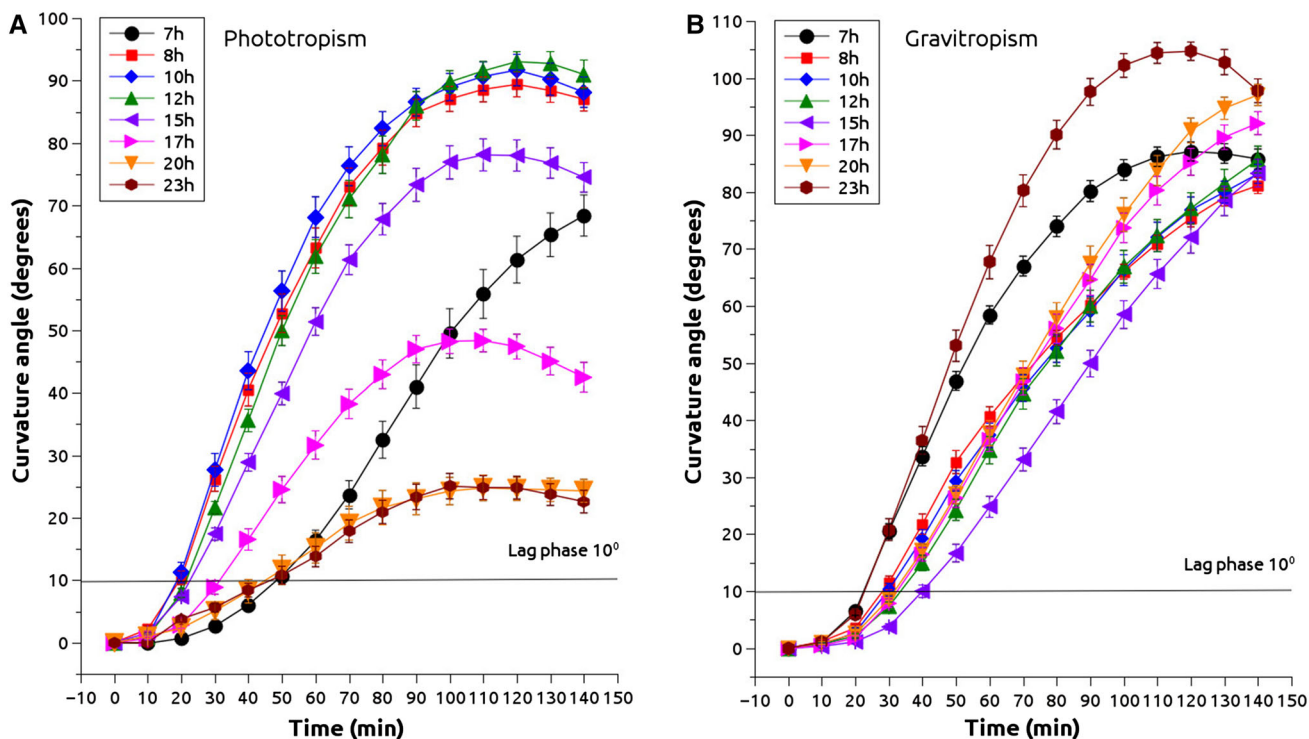 A
Phototropism
7h
8h
10h
12h
15h
17h
20h
23h
Curvature angle (degrees)
100
90
80
70
60
50
40
30
20
10
0
Lag phase 10⁰
−10 0 10 20 30 40 50 60 70 80 90 100 110 120 130 140 150
Time (min)
B
Gravitropism
7h
8h
10h
12h
15h
17h
20h
23h
Curvature angle (degrees)
110
100
90
80
70
60
50
40
30
20
10
0
Lag phase 10⁰
−10 0 10 20 30 40 50 60 70 80 90 100 110 120 130 140 150
Time (min)